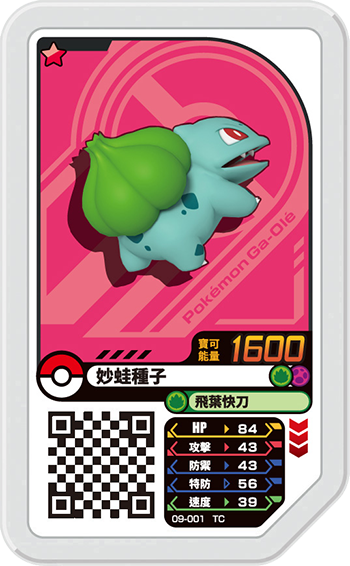 Pokémon Ga-Olé
寶可能量 1600
妙蛙種子
飛葉快刀
HP 84
攻擊 43
防禦 43
特防 56
速度 39
09-001 TC